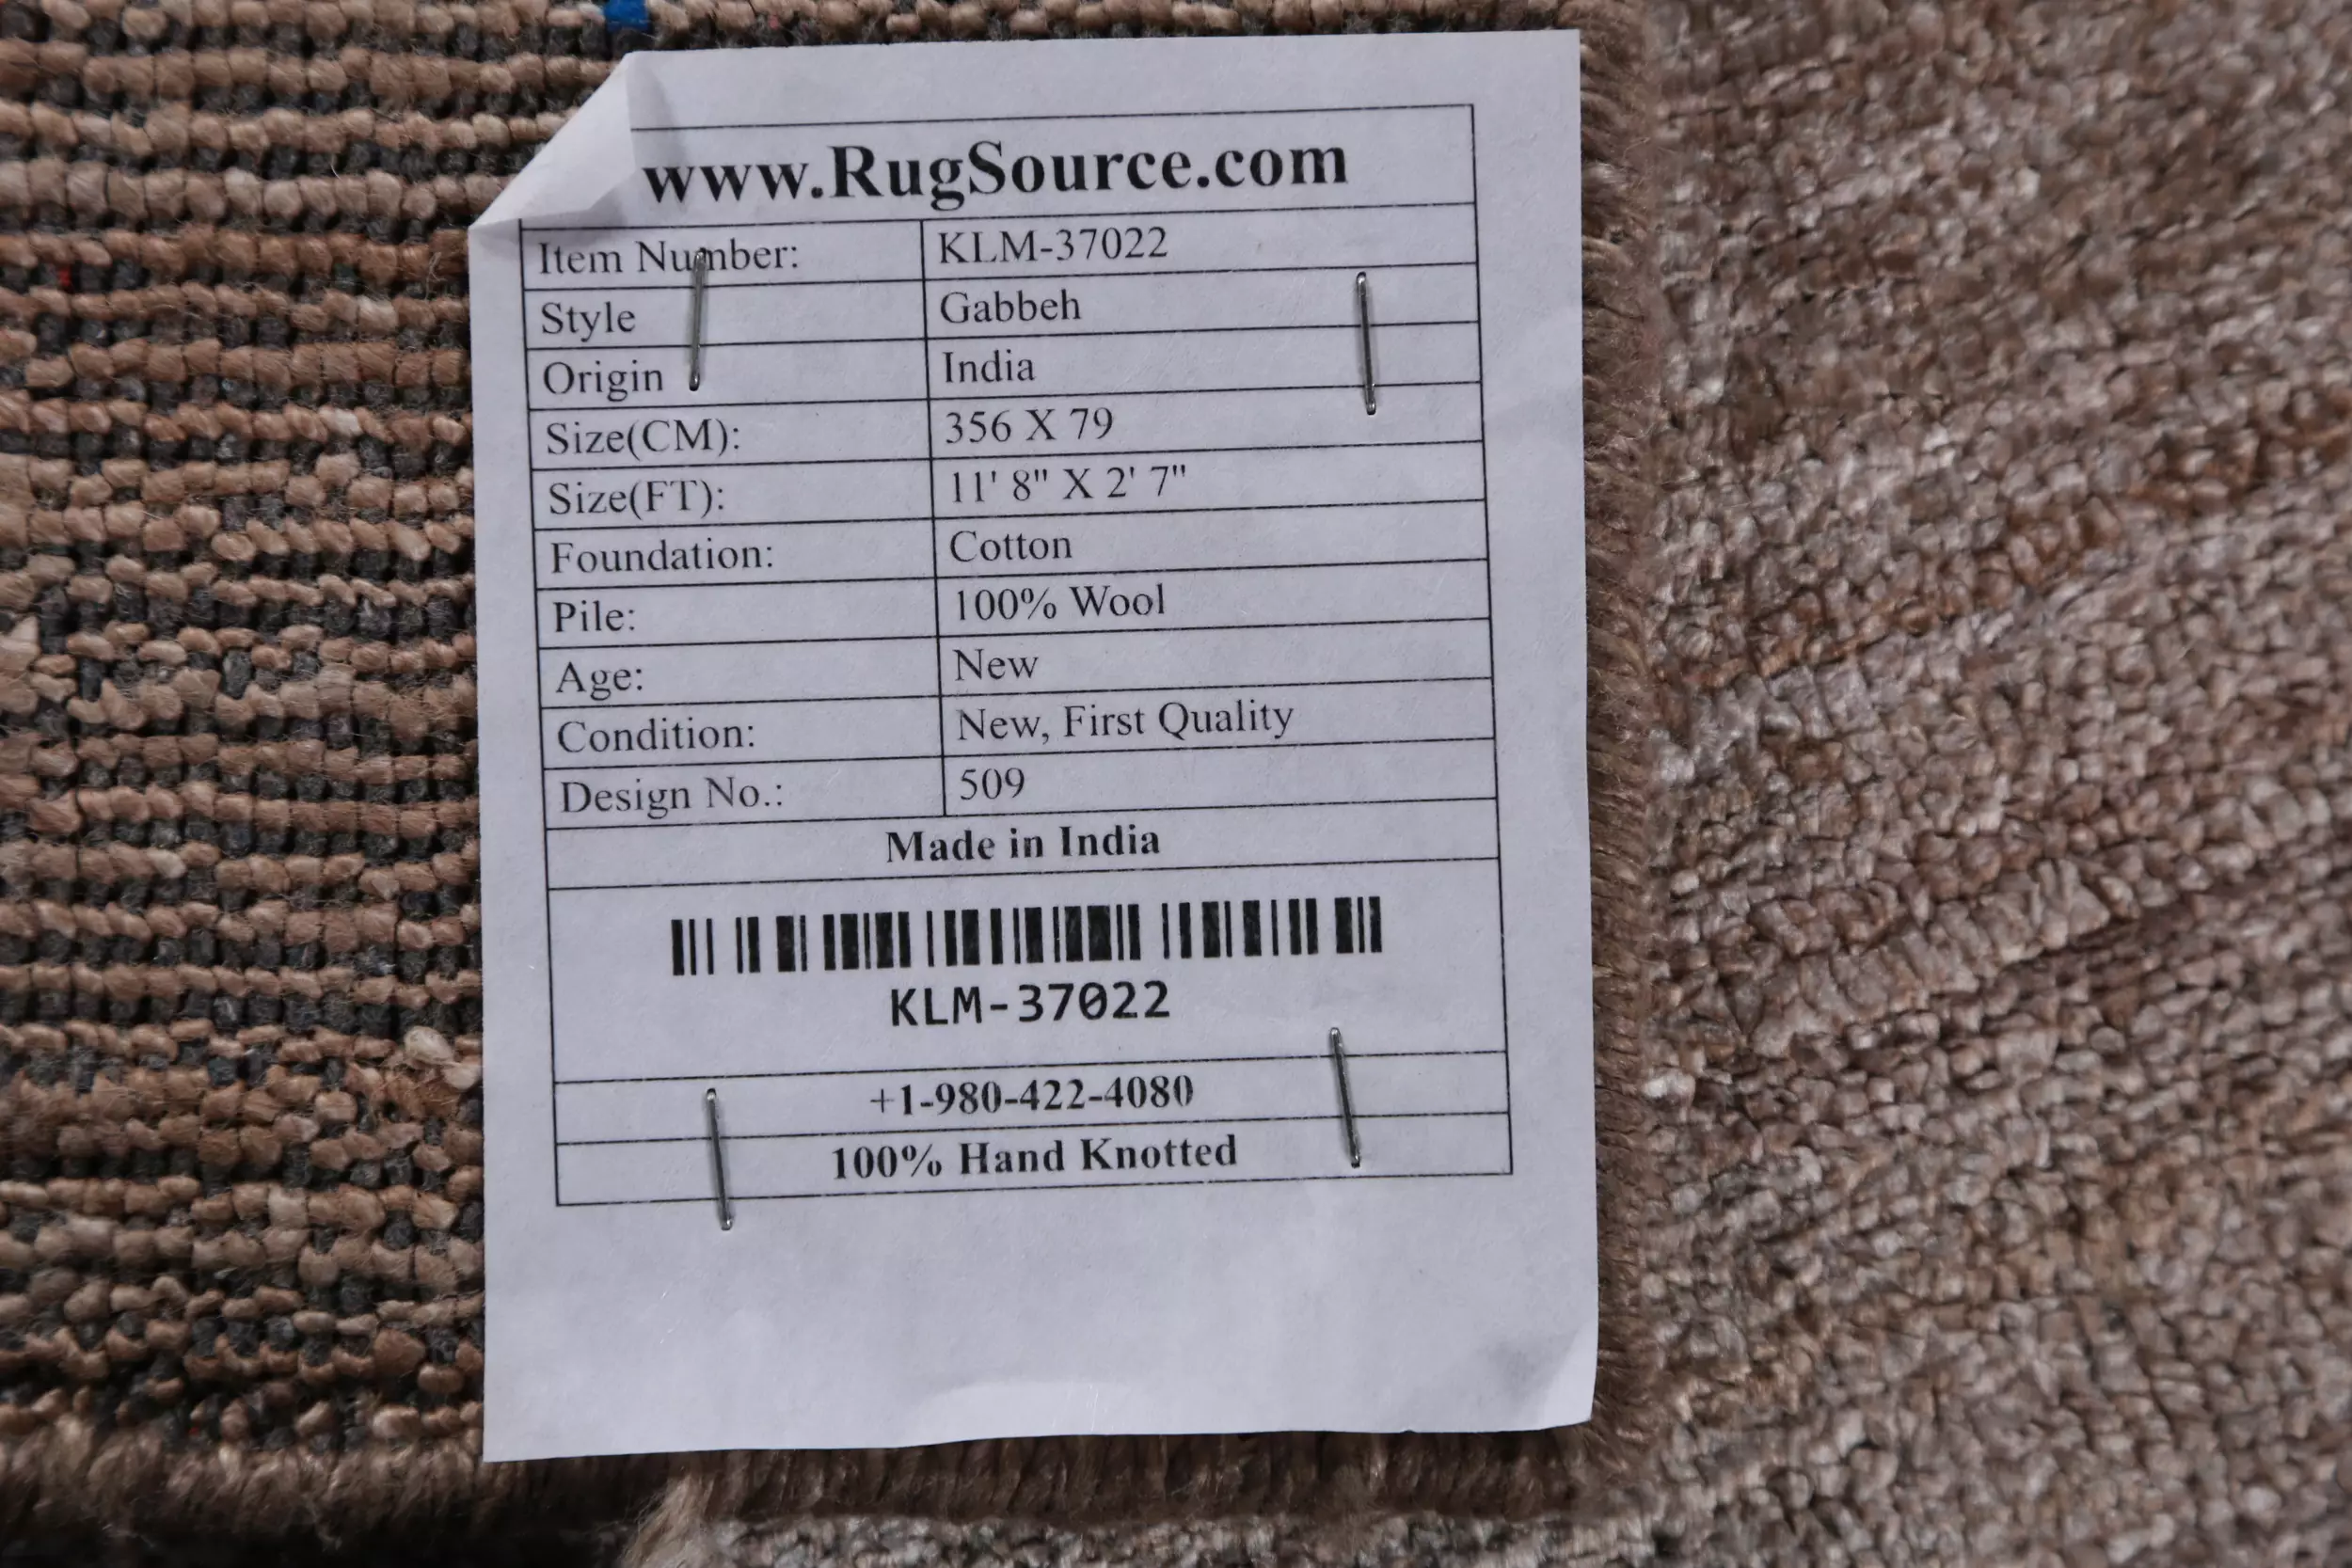 www.RugSource.com
Item Number: KLM-37022
Style Gabbeh
Origin India
Size(CM): 356 X 79
Size(FT): 11' 8" X 2' 7"
Foundation: Cotton
Pile: 100% Wool
Age: New
Condition: New, First Quality
Design No.: 509
Made in India
KLM-37022
+1-980-422-4080
100% Hand Knotted